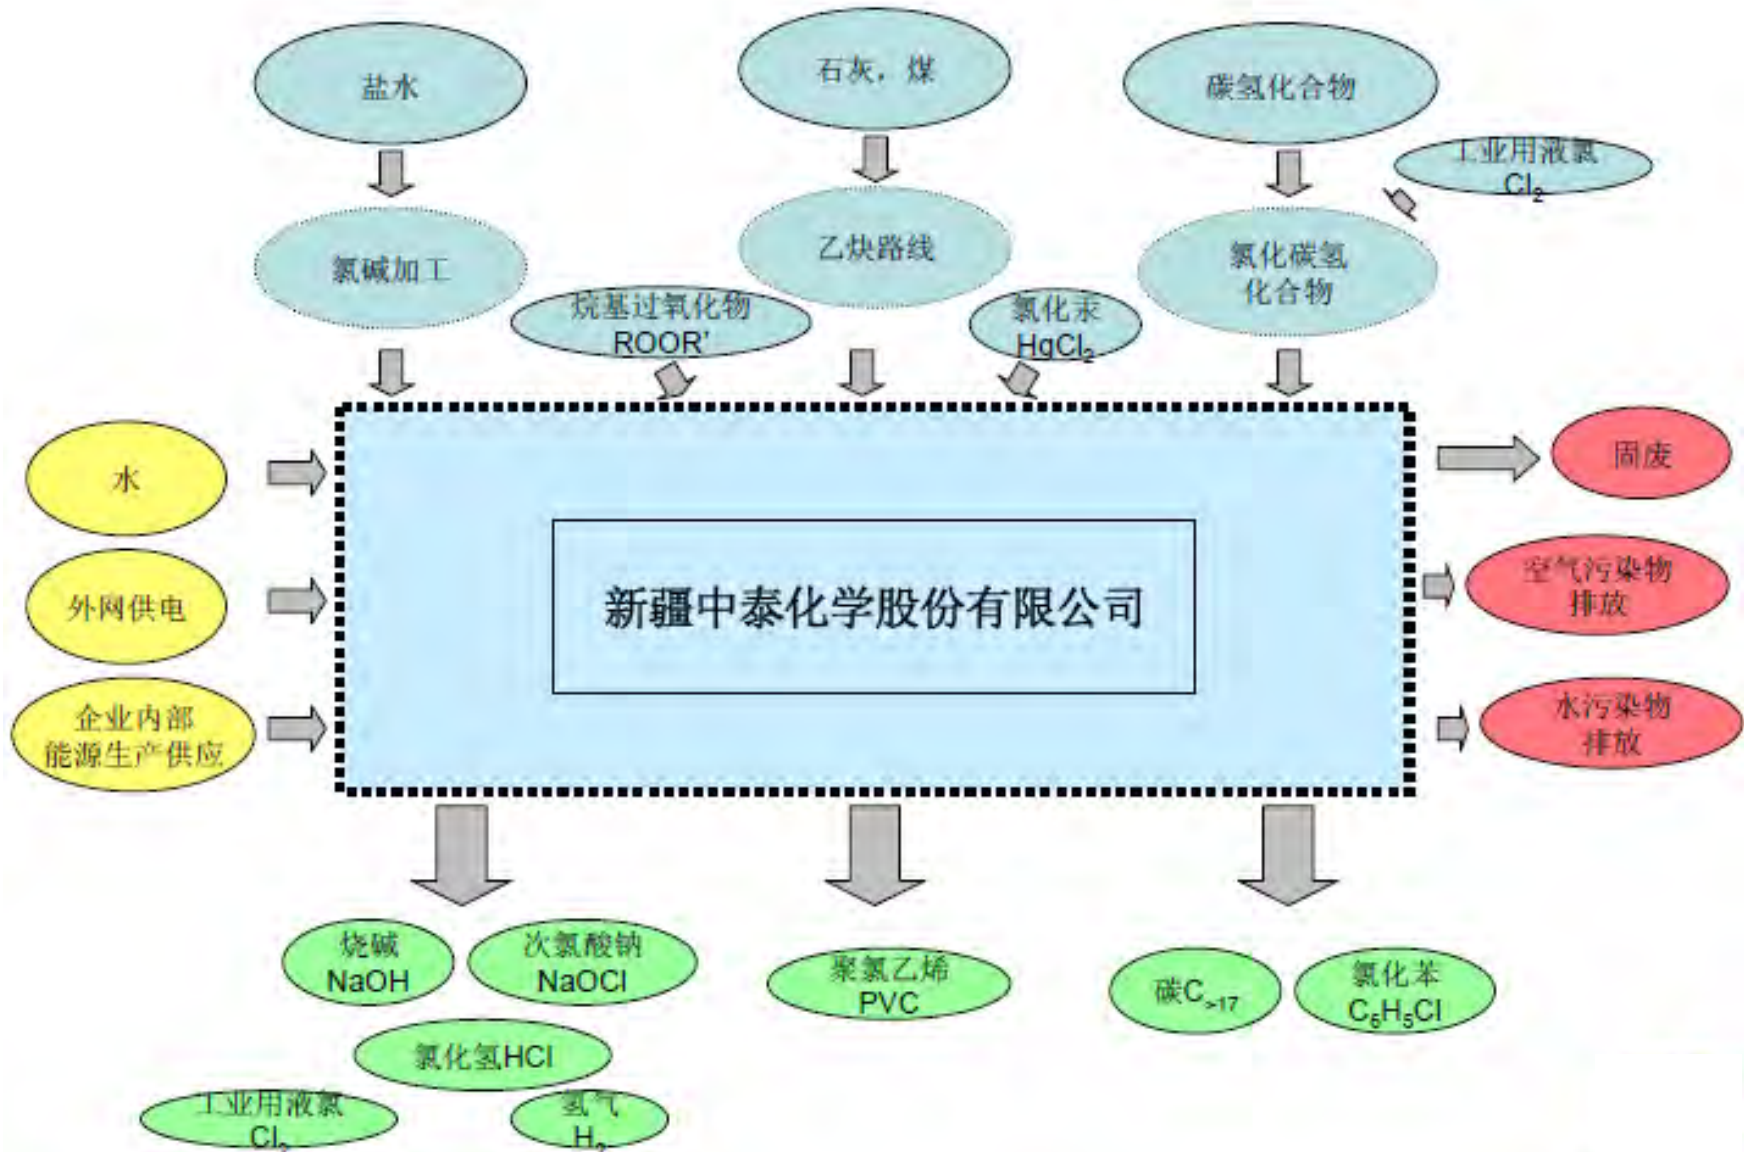 盐水
石灰，煤
碳氢化合物
工业用液氯
Cl₂
氯碱加工
乙炔路线
氯化碳氢
化合物
烷基过氧化物
ROOR'
氯化汞
HgCl₂
水
外网供电
企业内部
能源生产供应
新疆中泰化学股份有限公司
固废
空气污染物
排放
水污染物
排放
烧碱
NaOH
次氯酸钠
NaOCl
氯化氢HCl
工业用液氯
Cl₂
氢气
H₂
聚氯乙烯
PVC
碳C>17
氯化苯
C₆H₅Cl